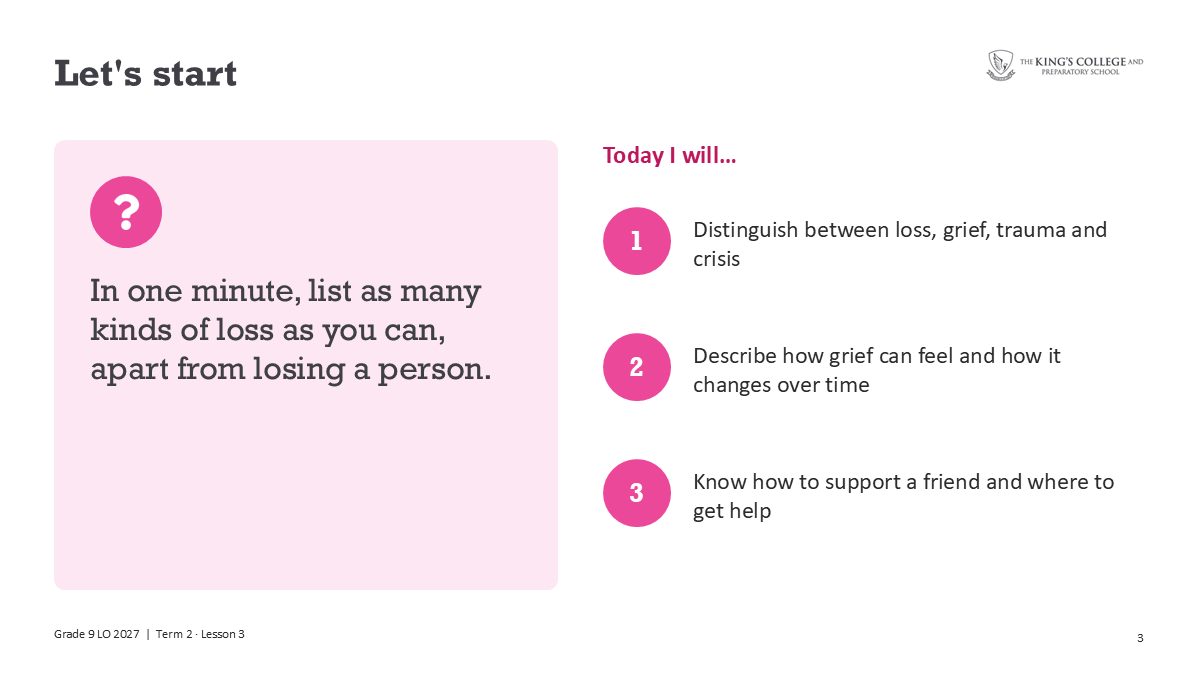 Let's start
THE KING'S COLLEGE AND
PREPARATORY SCHOOL
?
In one minute, list as many
kinds of loss as you can,
apart from losing a person.
Today I will...
1
Distinguish between loss, grief, trauma and
crisis
2
Describe how grief can feel and how it
changes over time
3
Know how to support a friend and where to
get help
Grade 9 LO 2027 | Term 2 · Lesson 3
3